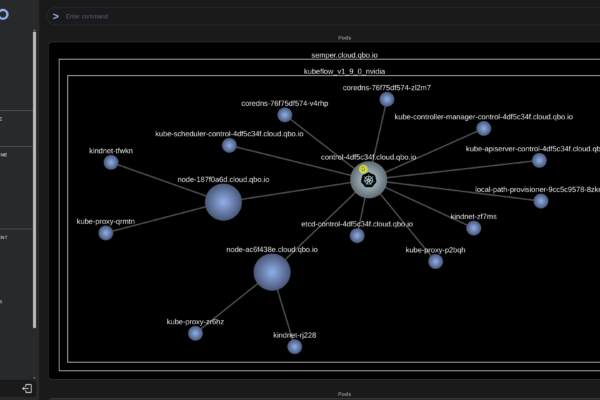 > Enter command
Pods
semper.cloud.qbo.io
kubeflow_v1_9_0_nvidia
coredns-76f75df574-zl2m7
coredns-76f75df574-v4rhp
kube-controller-manager-control-4df5c34f.cloud.qbo.io
kube-scheduler-control-4df5c34f.cloud.qbo.io
kube-apiserver-control-4df5c34f.cloud.qb
kindnet-tfwkn
control-4df5c34f.cloud.qbo.io
node-187f0a6d.cloud.qbo.io
local-path-provisioner-9cc5c9578-8zk
kube-proxy-qrmtn
etcd-control-4df5c34f.cloud.qbo.io
kindnet-zf7ms
node-ac6f438e.cloud.qbo.io
kube-proxy-p2bqh
kube-proxy-zr6hz
kindnet-rj228
Pods